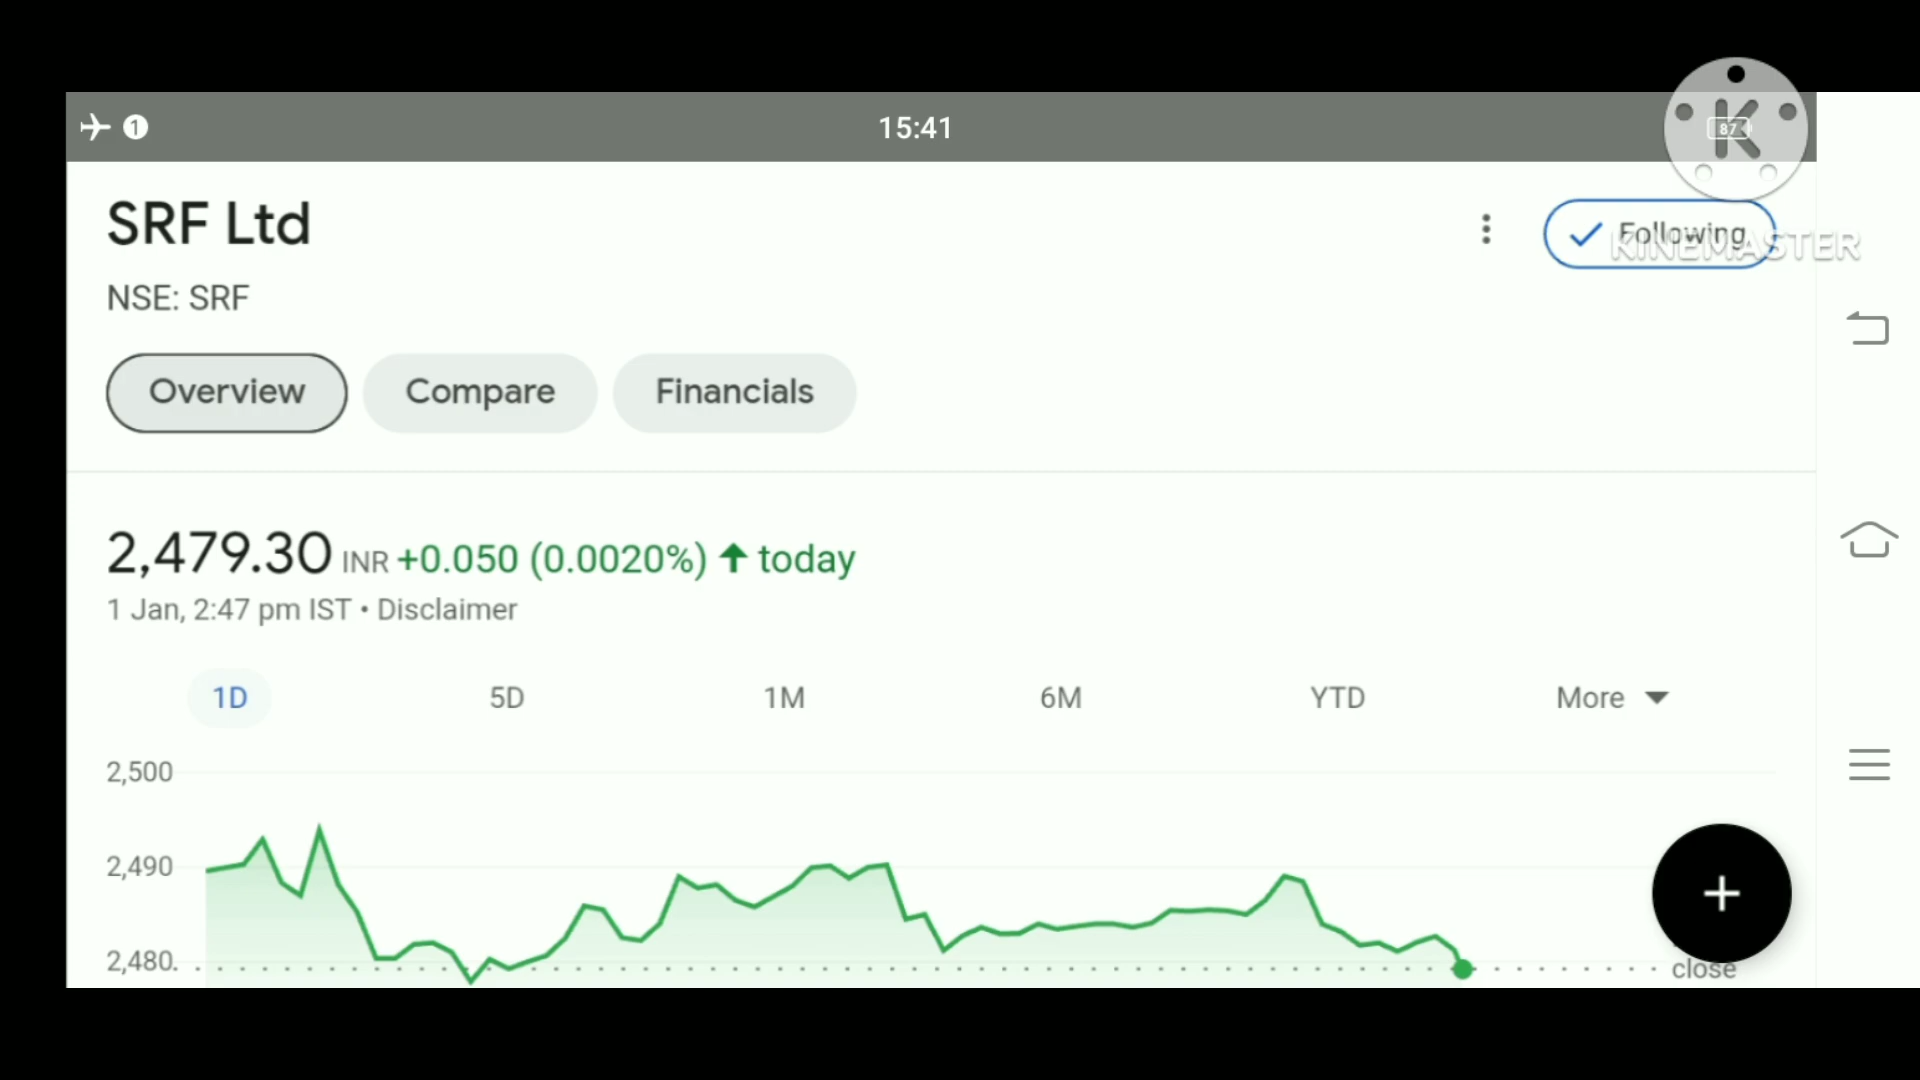 1 15:41 87
K
SRF Ltd
Following
KINEMASTER
NSE: SRF
Overview Compare Financials
2,479.30 INR +0.050 (0.0020%) ↑ today
1 Jan, 2:47 pm IST • Disclaimer
1D 5D 1M 6M YTD More
2,500
2,490
2,480
close